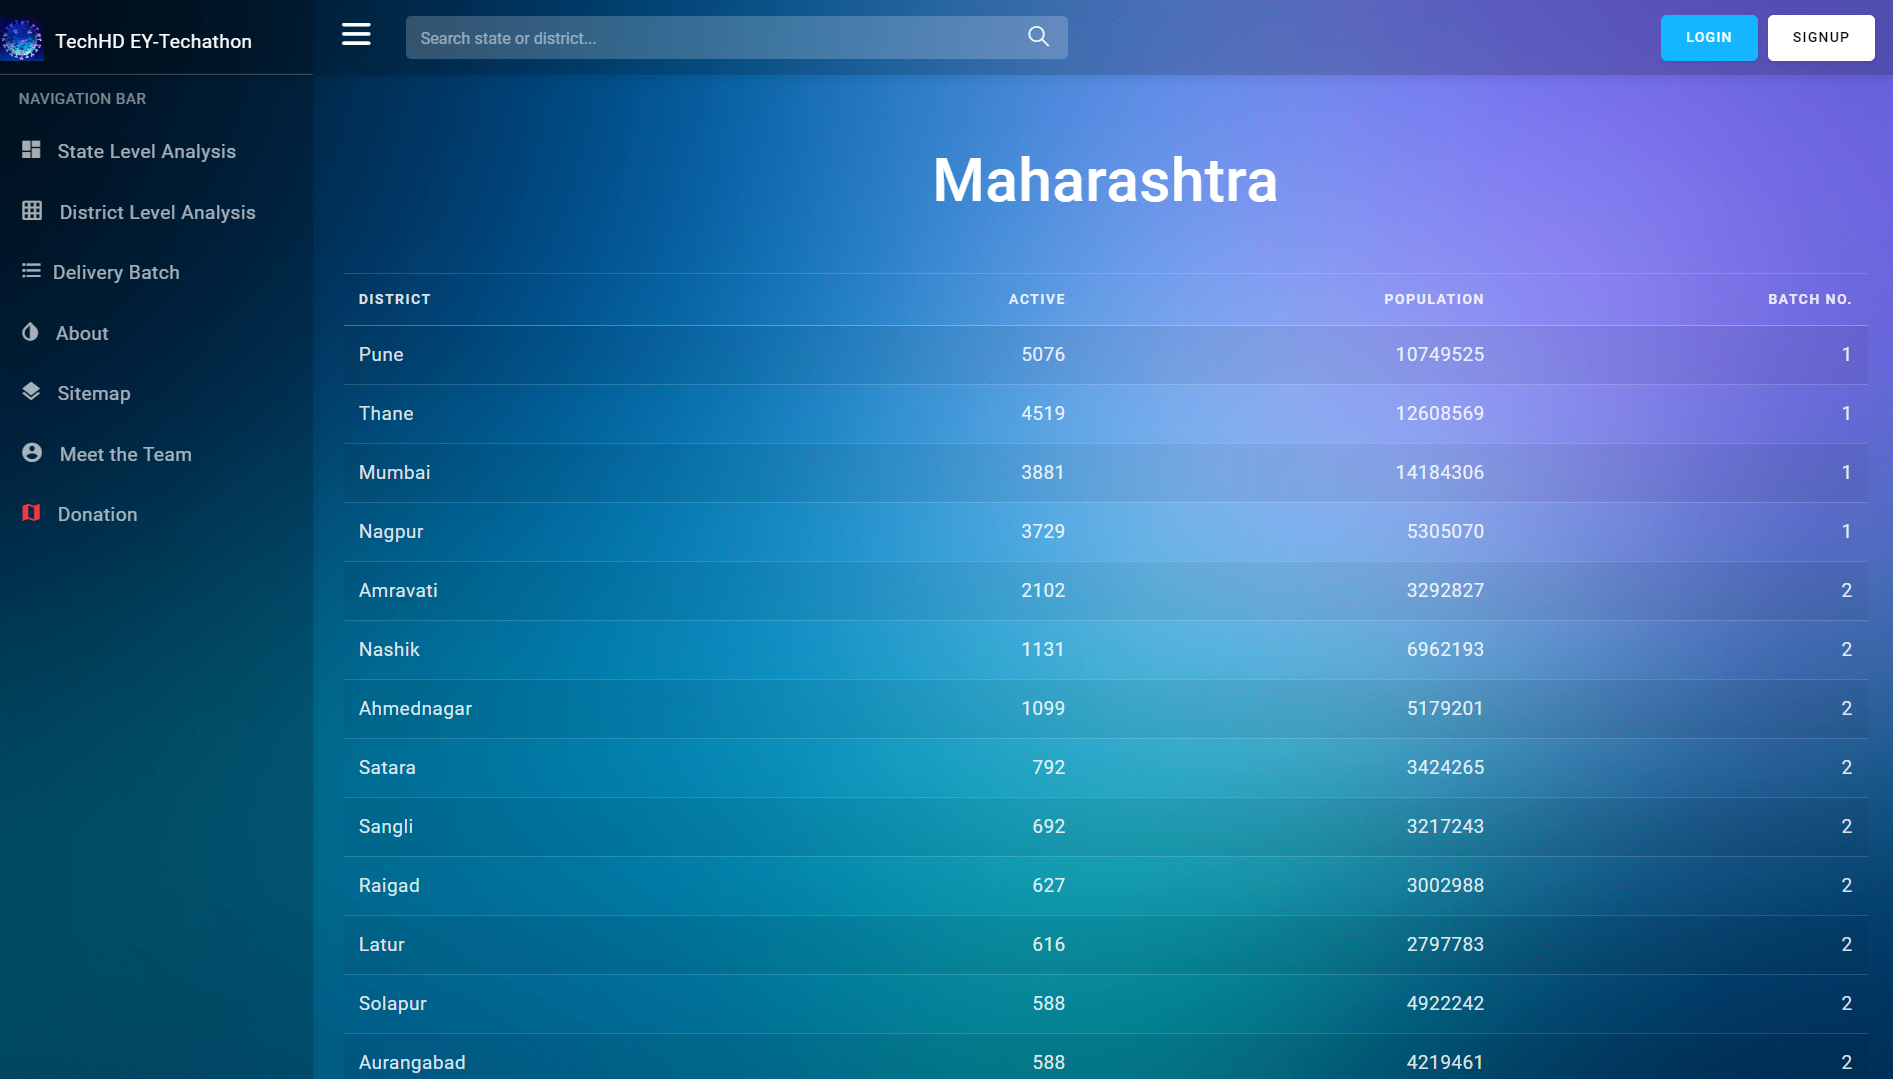 TechHD EY-Techathon
Search state or district...
LOGIN
SIGNUP
NAVIGATION BAR
State Level Analysis
District Level Analysis
Delivery Batch
About
Sitemap
Meet the Team
Donation
Maharashtra
DISTRICT ACTIVE POPULATION BATCH NO.
Pune 5076 10749525 1
Thane 4519 12608569 1
Mumbai 3881 14184306 1
Nagpur 3729 5305070 1
Amravati 2102 3292827 2
Nashik 1131 6962193 2
Ahmednagar 1099 5179201 2
Satara 792 3424265 2
Sangli 692 3217243 2
Raigad 627 3002988 2
Latur 616 2797783 2
Solapur 588 4922242 2
Aurangabad 588 4219461 2